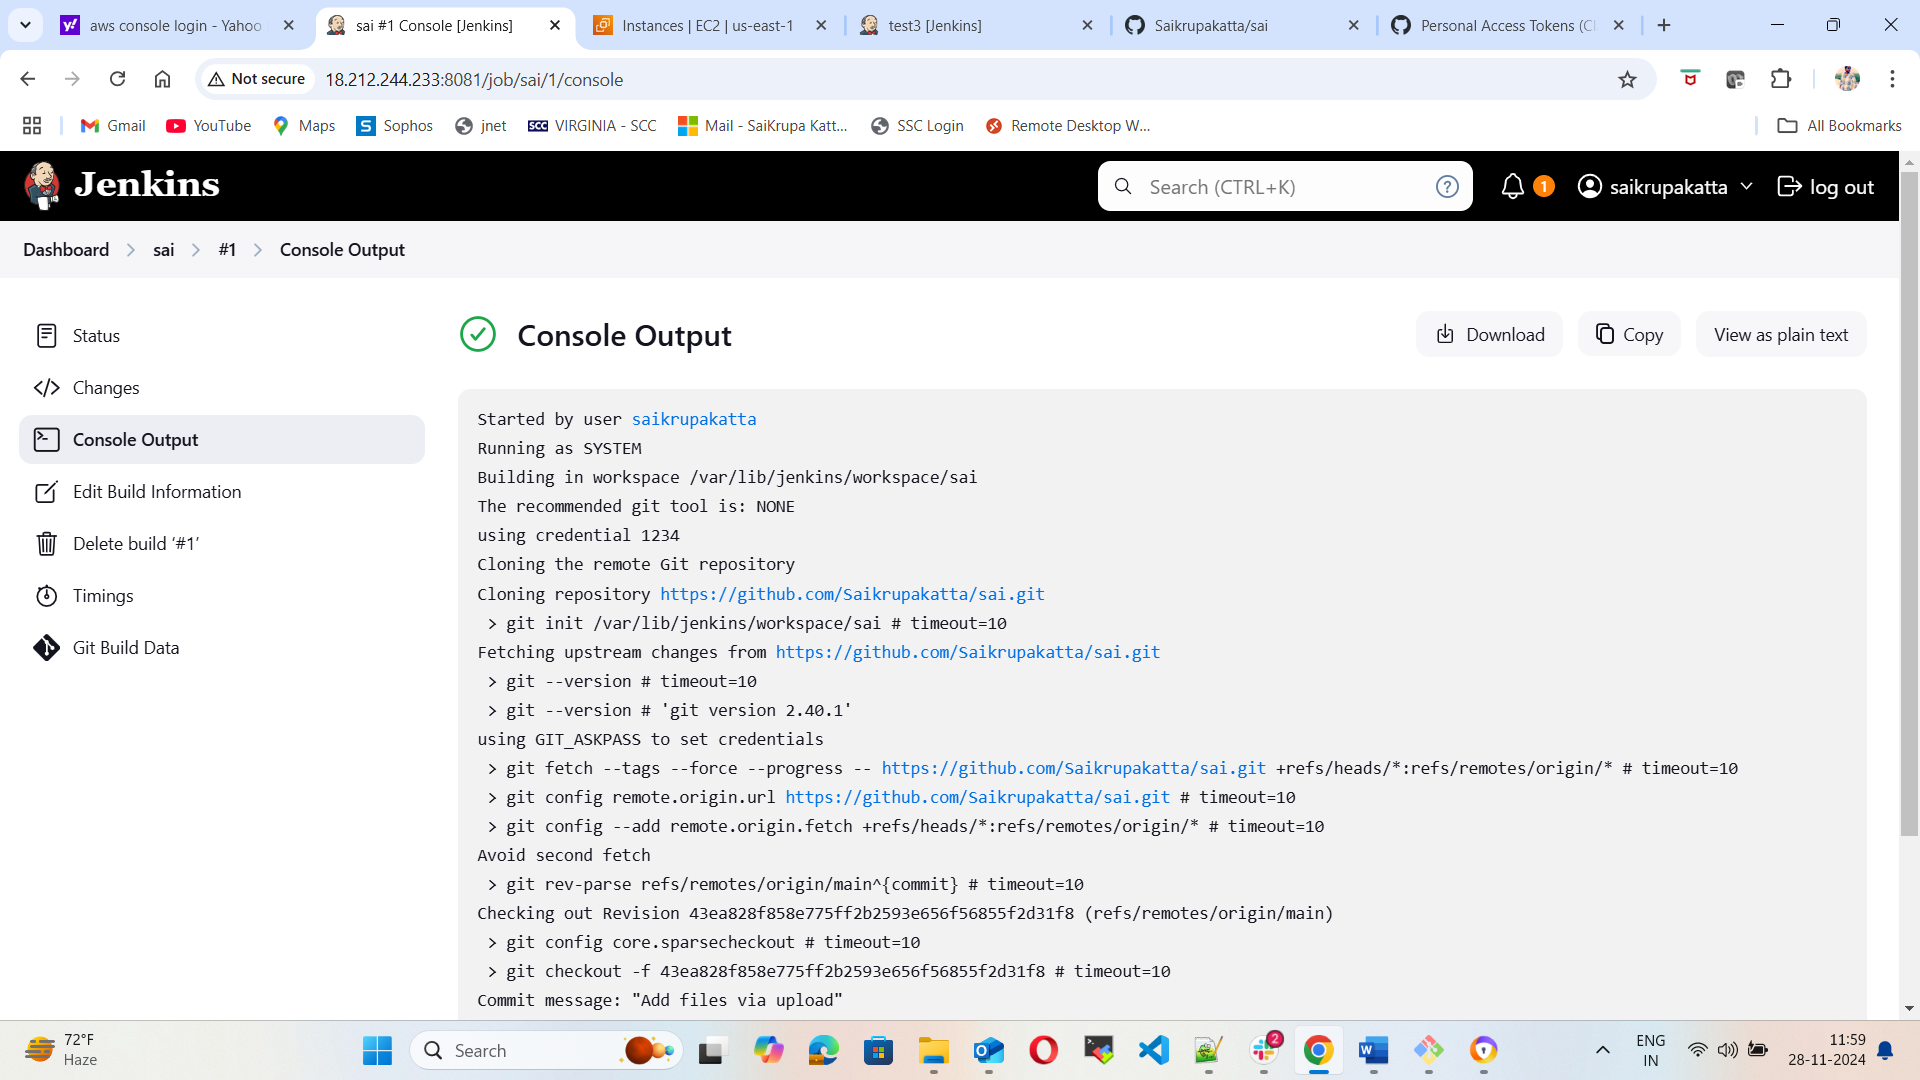 aws console login - Yahoo
sai #1 Console [Jenkins]
Instances | EC2 | us-east-1
test3 [Jenkins]
Saikrupakatta/sai
Personal Access Tokens (Cl
Not secure
18.212.244.233:8081/job/sai/1/console
Gmail
YouTube
Maps
Sophos
jnet
VIRGINIA - SCC
Mail - SaiKrupa Katt...
SSC Login
Remote Desktop W...
All Bookmarks
Jenkins
Search (CTRL+K)
?
1
saikrupakatta
log out
Dashboard > sai > #1 > Console Output
Status
Changes
Console Output
Edit Build Information
Delete build ‘#1’
Timings
Git Build Data
Console Output
Download
Copy
View as plain text
Started by user saikrupakatta
Running as SYSTEM
Building in workspace /var/lib/jenkins/workspace/sai
The recommended git tool is: NONE
using credential 1234
Cloning the remote Git repository
Cloning repository https://github.com/Saikrupakatta/sai.git
> git init /var/lib/jenkins/workspace/sai # timeout=10
Fetching upstream changes from https://github.com/Saikrupakatta/sai.git
> git --version # timeout=10
> git --version # 'git version 2.40.1'
using GIT_ASKPASS to set credentials
> git fetch --tags --force --progress -- https://github.com/Saikrupakatta/sai.git +refs/heads/*:refs/remotes/origin/* # timeout=10
> git config remote.origin.url https://github.com/Saikrupakatta/sai.git # timeout=10
> git config --add remote.origin.fetch +refs/heads/*:refs/remotes/origin/* # timeout=10
Avoid second fetch
> git rev-parse refs/remotes/origin/main^{commit} # timeout=10
Checking out Revision 43ea828f858e775ff2b2593e656f56855f2d31f8 (refs/remotes/origin/main)
> git config core.sparsecheckout # timeout=10
> git checkout -f 43ea828f858e775ff2b2593e656f56855f2d31f8 # timeout=10
Commit message: "Add files via upload"
72°F
Haze
Search
2
ENG
IN
11:59
28-11-2024